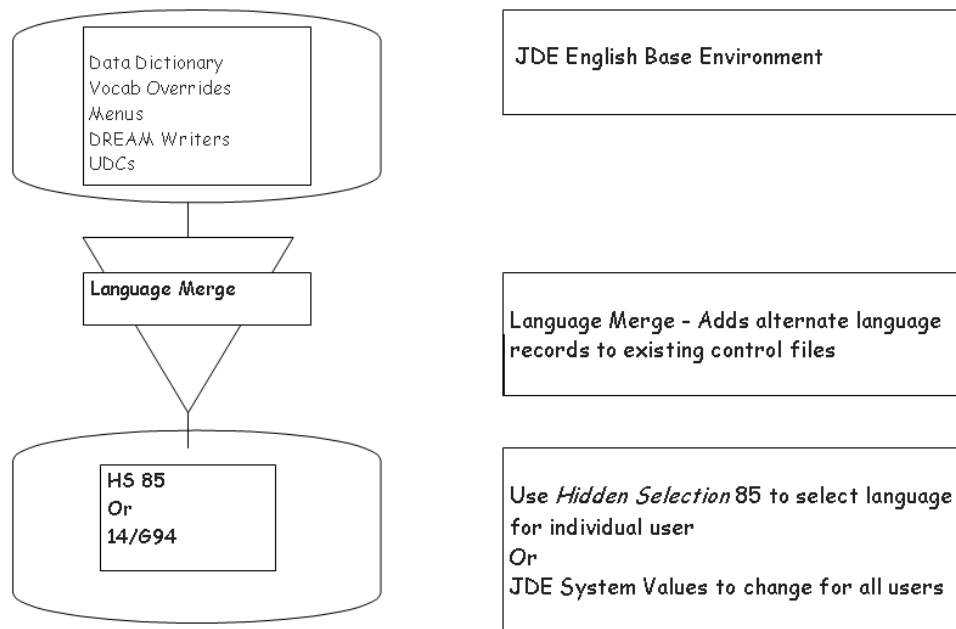 Data Dictionary
Vocab Overrides
Menus
DREAM Writers
UDCs
JDE English Base Environment
Language Merge
Language Merge - Adds alternate language
records to existing control files
HS 85
Or
14/G94
Use Hidden Selection 85 to select language
for individual user
Or
JDE System Values to change for all users